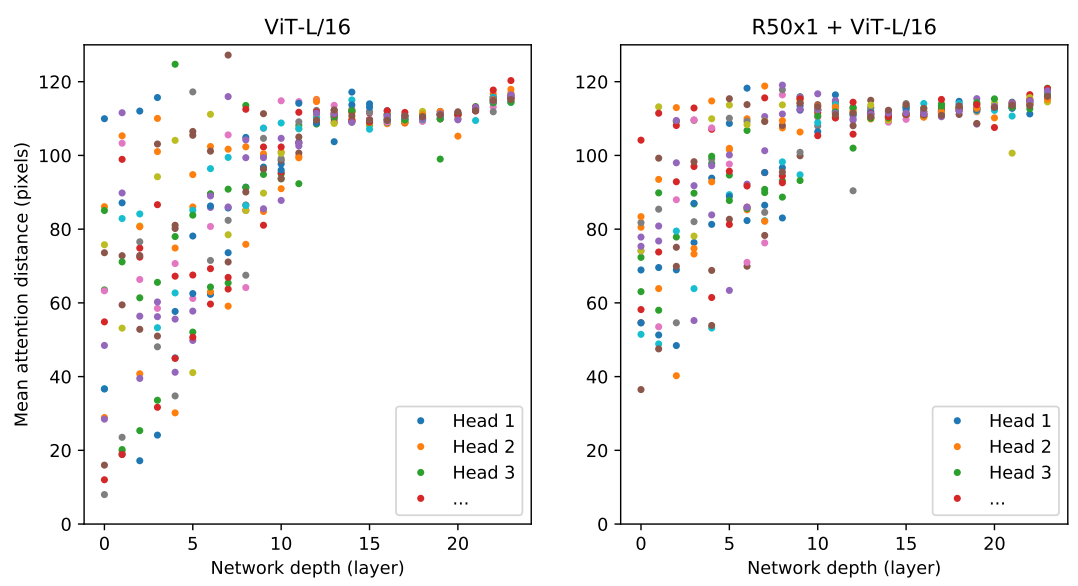 ViT-L/16
Mean attention distance (pixels)
120
100
80
60
40
20
0
Head 1
Head 2
Head 3
...
0 5 10 15 20
Network depth (layer)
R50x1 + ViT-L/16
120
100
80
60
40
20
0
Head 1
Head 2
Head 3
...
0 5 10 15 20
Network depth (layer)